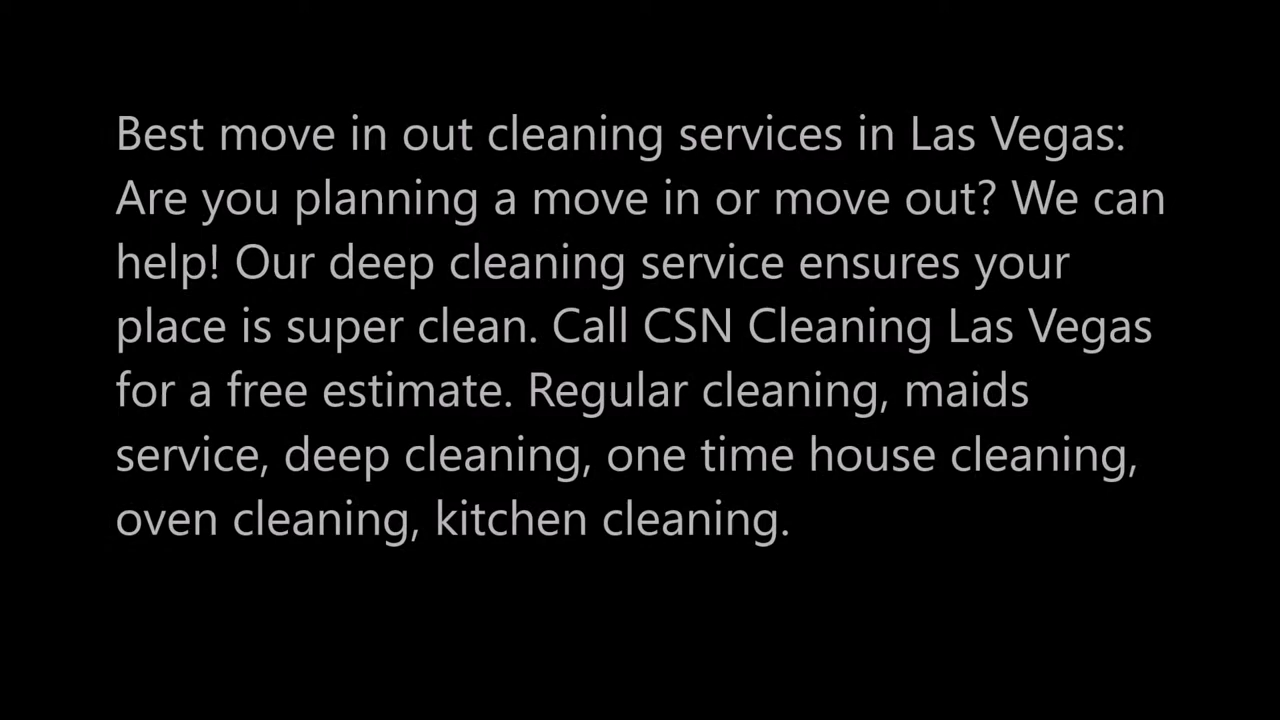 Best move in out cleaning services in Las Vegas:
Are you planning a move in or move out? We can
help! Our deep cleaning service ensures your
place is super clean. Call CSN Cleaning Las Vegas
for a free estimate. Regular cleaning, maids
service, deep cleaning, one time house cleaning,
oven cleaning, kitchen cleaning.